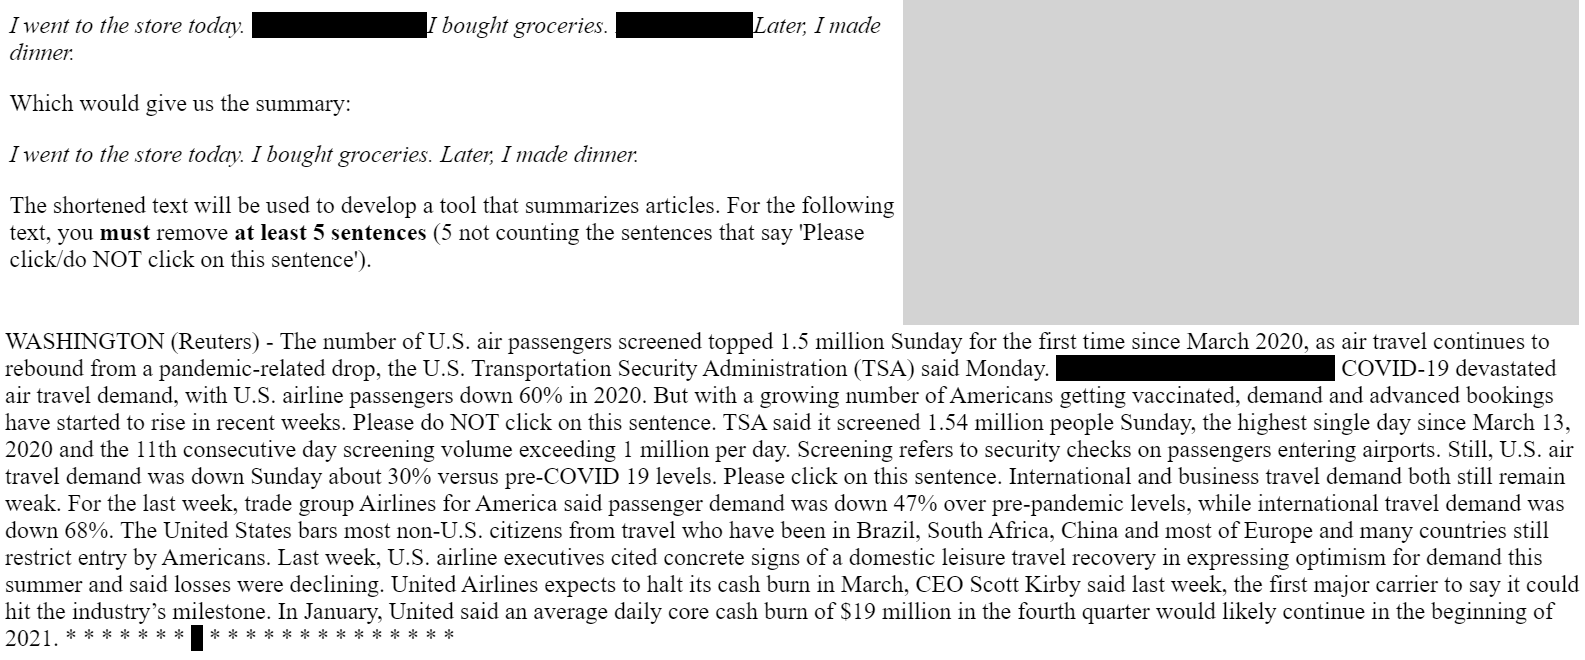 I went to the store today. I bought groceries. Later, I made
dinner.
Which would give us the summary:
I went to the store today. I bought groceries. Later, I made dinner.
The shortened text will be used to develop a tool that summarizes articles. For the following
text, you must remove at least 5 sentences (5 not counting the sentences that say 'Please
click/do NOT click on this sentence').
WASHINGTON (Reuters) - The number of U.S. air passengers screened topped 1.5 million Sunday for the first time since March 2020, as air travel continues to
rebound from a pandemic-related drop, the U.S. Transportation Security Administration (TSA) said Monday. COVID-19 devastated
air travel demand, with U.S. airline passengers down 60% in 2020. But with a growing number of Americans getting vaccinated, demand and advanced bookings
have started to rise in recent weeks. Please do NOT click on this sentence. TSA said it screened 1.54 million people Sunday, the highest single day since March 13,
2020 and the 11th consecutive day screening volume exceeding 1 million per day. Screening refers to security checks on passengers entering airports. Still, U.S. air
travel demand was down Sunday about 30% versus pre-COVID 19 levels. Please click on this sentence. International and business travel demand both still remain
weak. For the last week, trade group Airlines for America said passenger demand was down 47% over pre-pandemic levels, while international travel demand was
down 68%. The United States bars most non-U.S. citizens from travel who have been in Brazil, South Africa, China and most of Europe and many countries still
restrict entry by Americans. Last week, U.S. airline executives cited concrete signs of a domestic leisure travel recovery in expressing optimism for demand this
summer and said losses were declining. United Airlines expects to halt its cash burn in March, CEO Scott Kirby said last week, the first major carrier to say it could
hit the industry’s milestone. In January, United said an average daily core cash burn of $19 million in the fourth quarter would likely continue in the beginning of
2021. * * * * * * * * * * * * * * * * * * * * *